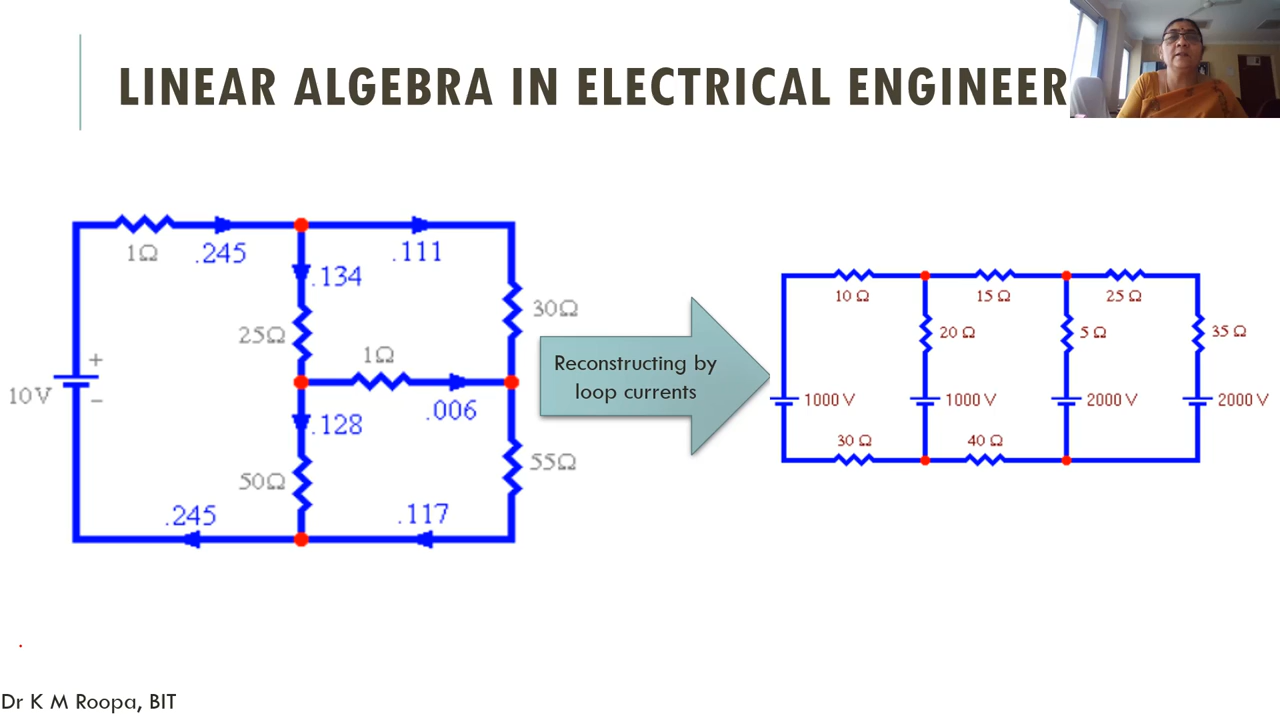 LINEAR ALGEBRA IN ELECTRICAL ENGINEER
1Ω
.245
.111
.134
30Ω
25Ω
1Ω
+
10V
−
.006
.128
55Ω
50Ω
.245
.117
Reconstructing by
loop currents
10 Ω
15 Ω
25 Ω
20 Ω
5 Ω
35 Ω
1000 V
1000 V
2000 V
2000 V
30 Ω
40 Ω
Dr K M Roopa, BIT